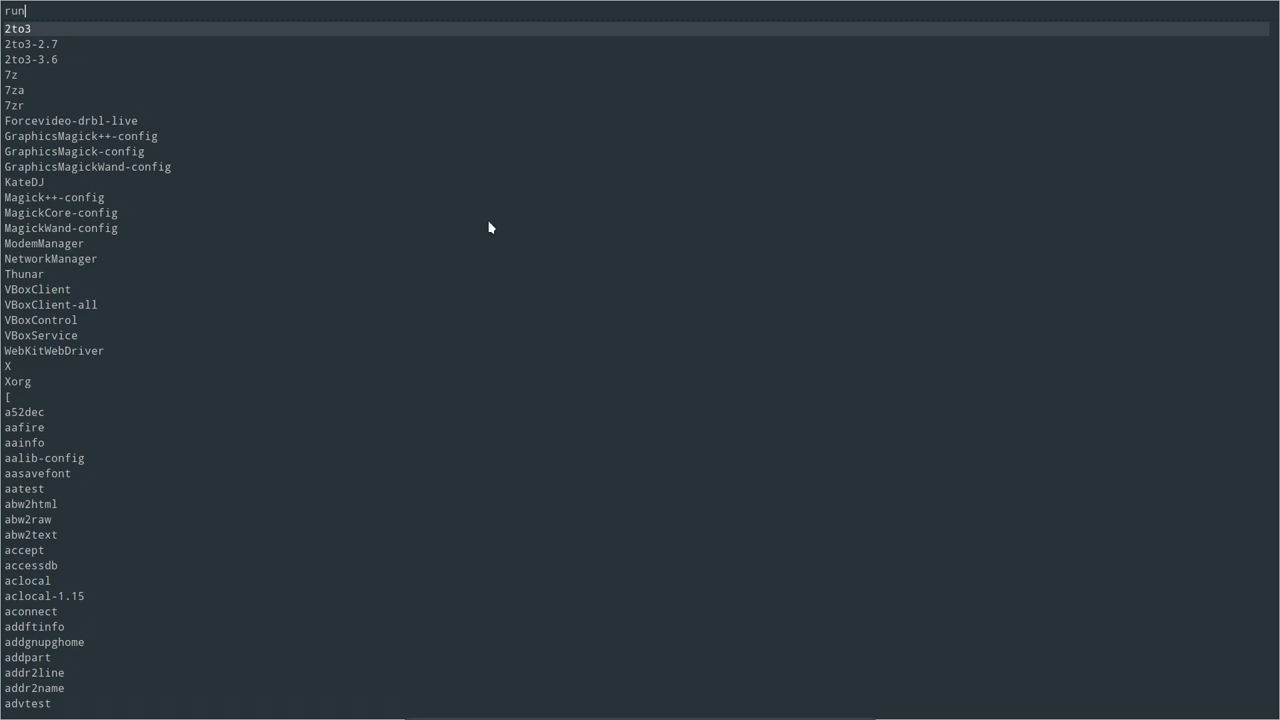 run
2to3
2to3-2.7
2to3-3.6
7z
7za
7zr
Forcevideo-drbl-live
GraphicsMagick++-config
GraphicsMagick-config
GraphicsMagickWand-config
KateDJ
Magick++-config
MagickCore-config
MagickWand-config
ModemManager
NetworkManager
Thunar
VBoxClient
VBoxClient-all
VBoxControl
VBoxService
WebKitWebDriver
X
Xorg
[
a52dec
aafire
aainfo
aalib-config
aasavefont
aatest
abw2html
abw2raw
abw2text
accept
accessdb
aclocal
aclocal-1.15
aconnect
addftinfo
addgnupghome
addpart
addr2line
addr2name
advtest